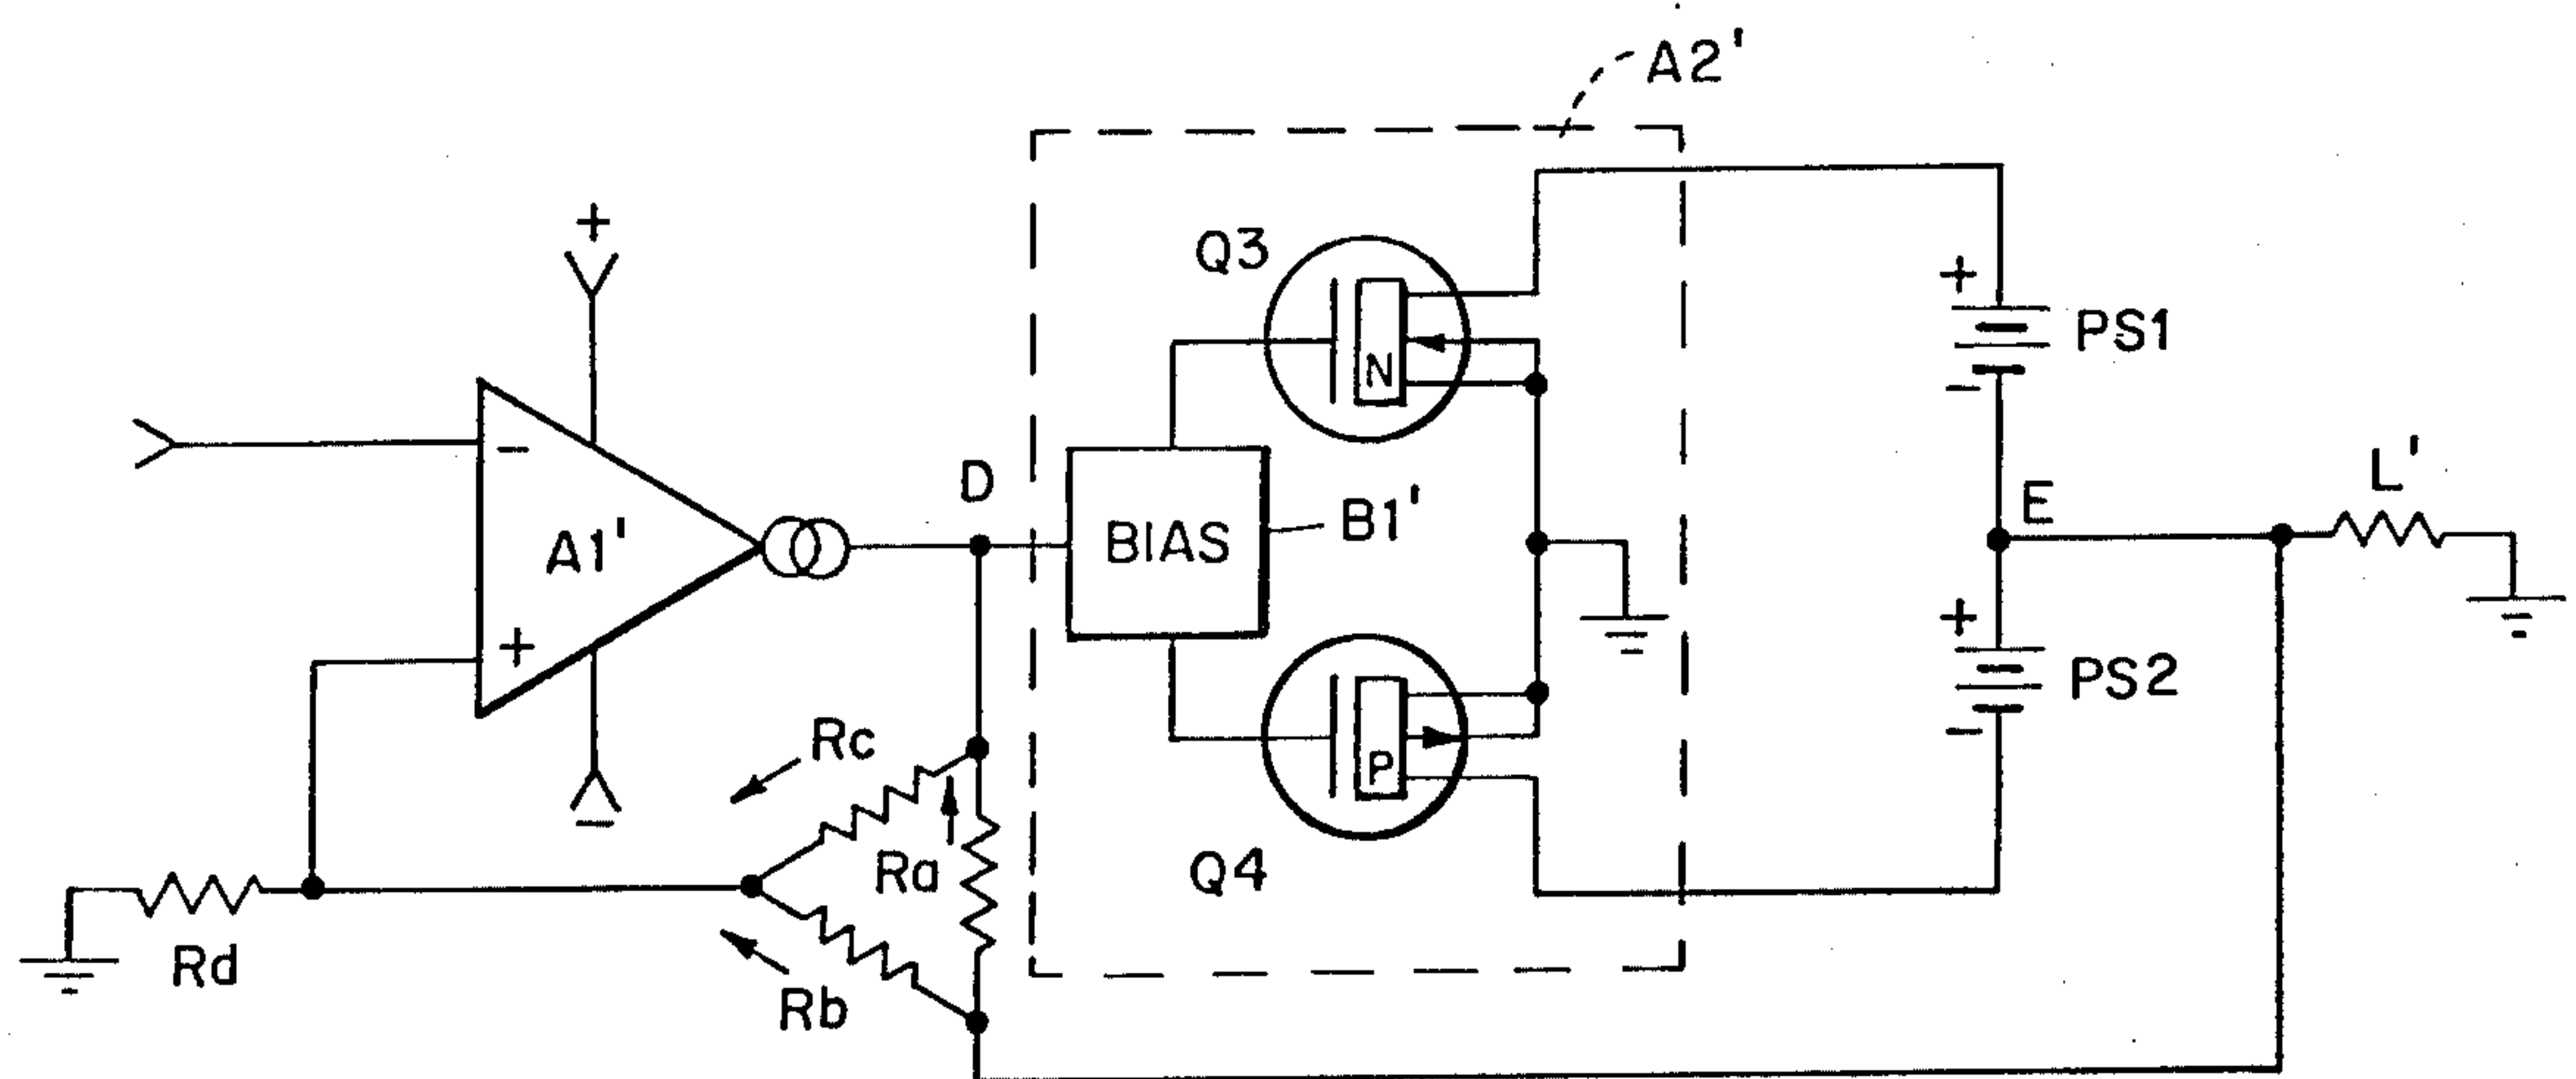 A2'
+
Q3
+
PS1
-
N
-
D
A1'
BIAS
B1'
E
L'
+
+
PS2
Rc
P
-
-
Ra
Q4
Rd
Rb